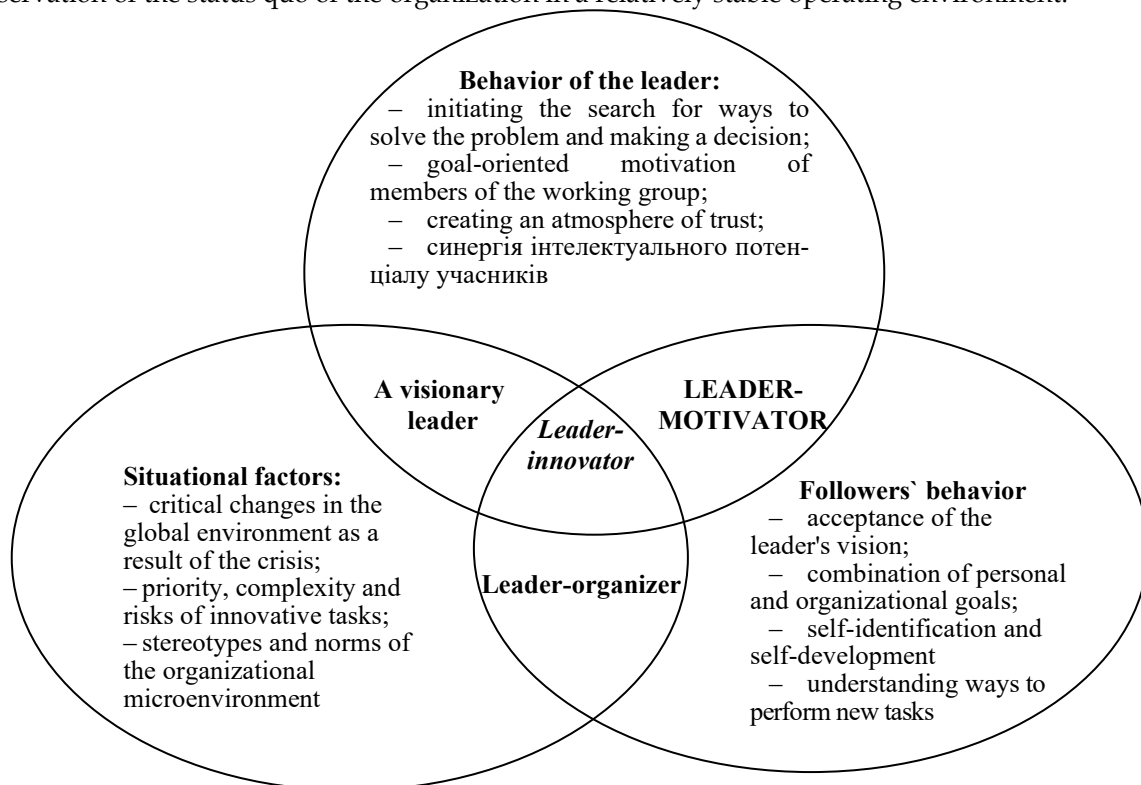 servation of the status quo of the organization in a relatively stable operating environment.
Behavior of the leader:
– initiating the search for ways to
solve the problem and making a decision;
– goal-oriented motivation of
members of the working group;
– creating an atmosphere of trust;
– синергія інтелектуального потен-
ціалу учасників
A visionary
leader
LEADER-
MOTIVATOR
Leader-
innovator
Situational factors:
– critical changes in the
global environment as a
result of the crisis;
– priority, complexity and
risks of innovative tasks;
– stereotypes and norms of
the organizational
microenvironment
Leader-organizer
Followers` behavior
– acceptance of the
leader's vision;
– combination of personal
and organizational goals;
– self-identification and
self-development
– understanding ways to
perform new tasks